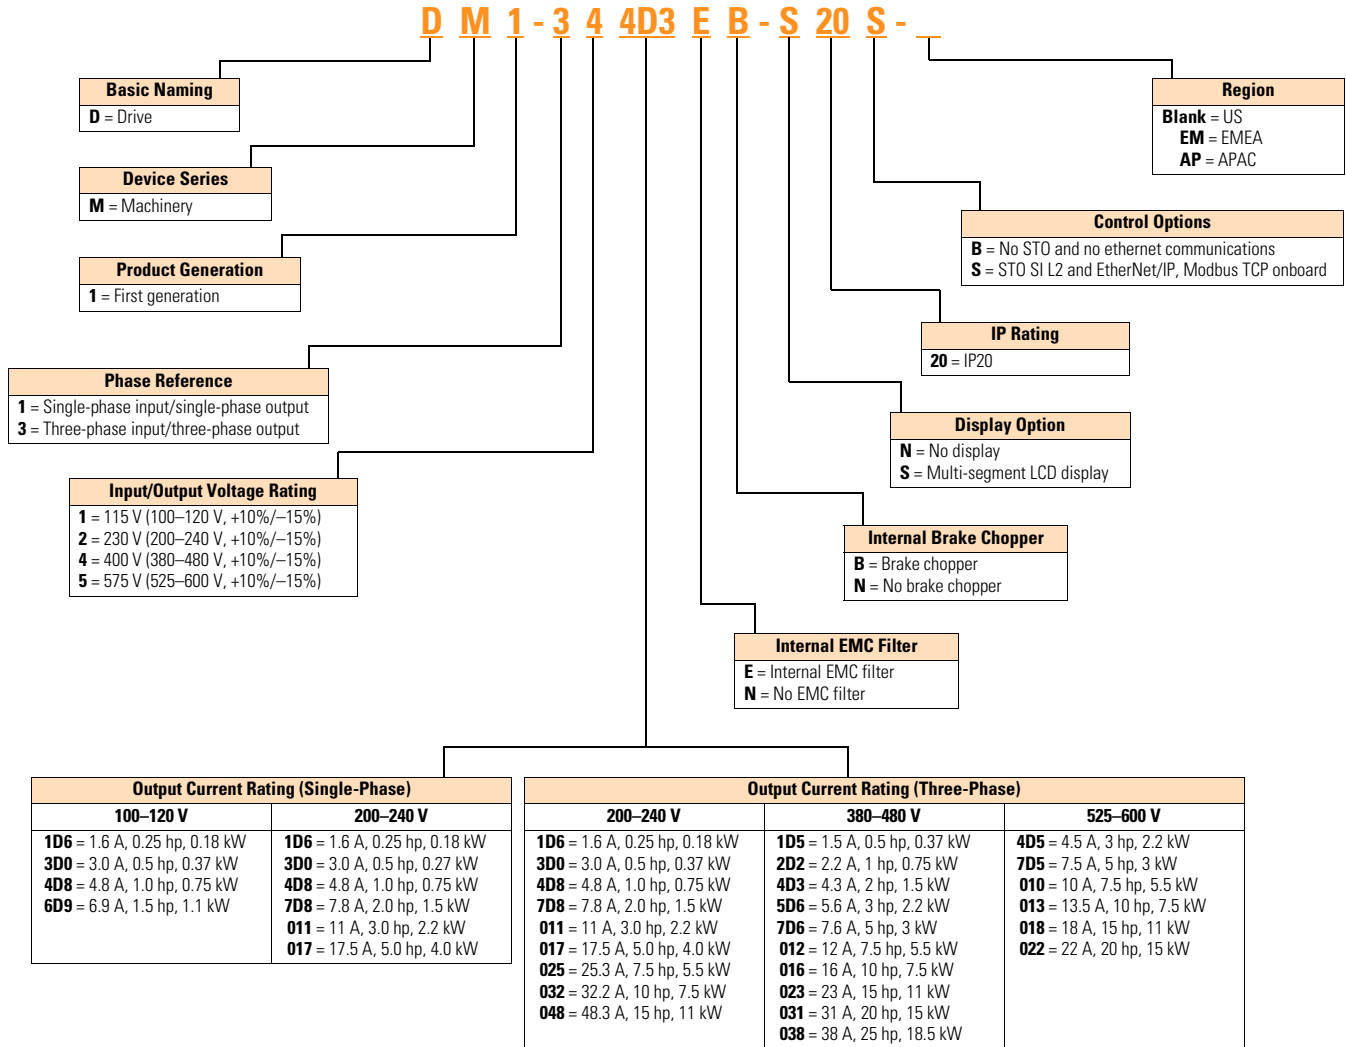 D M 1 - 3 4 4D3 E B - S 20 S - _
Basic Naming
D = Drive
Device Series
M = Machinery
Product Generation
1 = First generation
Phase Reference
1 = Single-phase input/single-phase output
3 = Three-phase input/three-phase output
Input/Output Voltage Rating
1 = 115 V (100–120 V, +10%/–15%)
2 = 230 V (200–240 V, +10%/–15%)
4 = 400 V (380–480 V, +10%/–15%)
5 = 575 V (525–600 V, +10%/–15%)
Region
Blank = US
EM = EMEA
AP = APAC
Control Options
B = No STO and no ethernet communications
S = STO SI L2 and EtherNet/IP, Modbus TCP onboard
IP Rating
20 = IP20
Display Option
N = No display
S = Multi-segment LCD display
Internal Brake Chopper
B = Brake chopper
N = No brake chopper
Internal EMC Filter
E = Internal EMC filter
N = No EMC filter
Output Current Rating (Single-Phase)
100–120 V
1D6 = 1.6 A, 0.25 hp, 0.18 kW
3D0 = 3.0 A, 0.5 hp, 0.37 kW
4D8 = 4.8 A, 1.0 hp, 0.75 kW
6D9 = 6.9 A, 1.5 hp, 1.1 kW
200–240 V
1D6 = 1.6 A, 0.25 hp, 0.18 kW
3D0 = 3.0 A, 0.5 hp, 0.27 kW
4D8 = 4.8 A, 1.0 hp, 0.75 kW
7D8 = 7.8 A, 2.0 hp, 1.5 kW
011 = 11 A, 3.0 hp, 2.2 kW
017 = 17.5 A, 5.0 hp, 4.0 kW
Output Current Rating (Three-Phase)
200–240 V
1D6 = 1.6 A, 0.25 hp, 0.18 kW
3D0 = 3.0 A, 0.5 hp, 0.37 kW
4D8 = 4.8 A, 1.0 hp, 0.75 kW
7D8 = 7.8 A, 2.0 hp, 1.5 kW
011 = 11 A, 3.0 hp, 2.2 kW
017 = 17.5 A, 5.0 hp, 4.0 kW
025 = 25.3 A, 7.5 hp, 5.5 kW
032 = 32.2 A, 10 hp, 7.5 kW
048 = 48.3 A, 15 hp, 11 kW
380–480 V
1D5 = 1.5 A, 0.5 hp, 0.37 kW
2D2 = 2.2 A, 1 hp, 0.75 kW
4D3 = 4.3 A, 2 hp, 1.5 kW
5D6 = 5.6 A, 3 hp, 2.2 kW
7D6 = 7.6 A, 5 hp, 3 kW
012 = 12 A, 7.5 hp, 5.5 kW
016 = 16 A, 10 hp, 7.5 kW
023 = 23 A, 15 hp, 11 kW
031 = 31 A, 20 hp, 15 kW
038 = 38 A, 25 hp, 18.5 kW
525–600 V
4D5 = 4.5 A, 3 hp, 2.2 kW
7D5 = 7.5 A, 5 hp, 3 kW
010 = 10 A, 7.5 hp, 5.5 kW
013 = 13.5 A, 10 hp, 7.5 kW
018 = 18 A, 15 hp, 11 kW
022 = 22 A, 20 hp, 15 kW